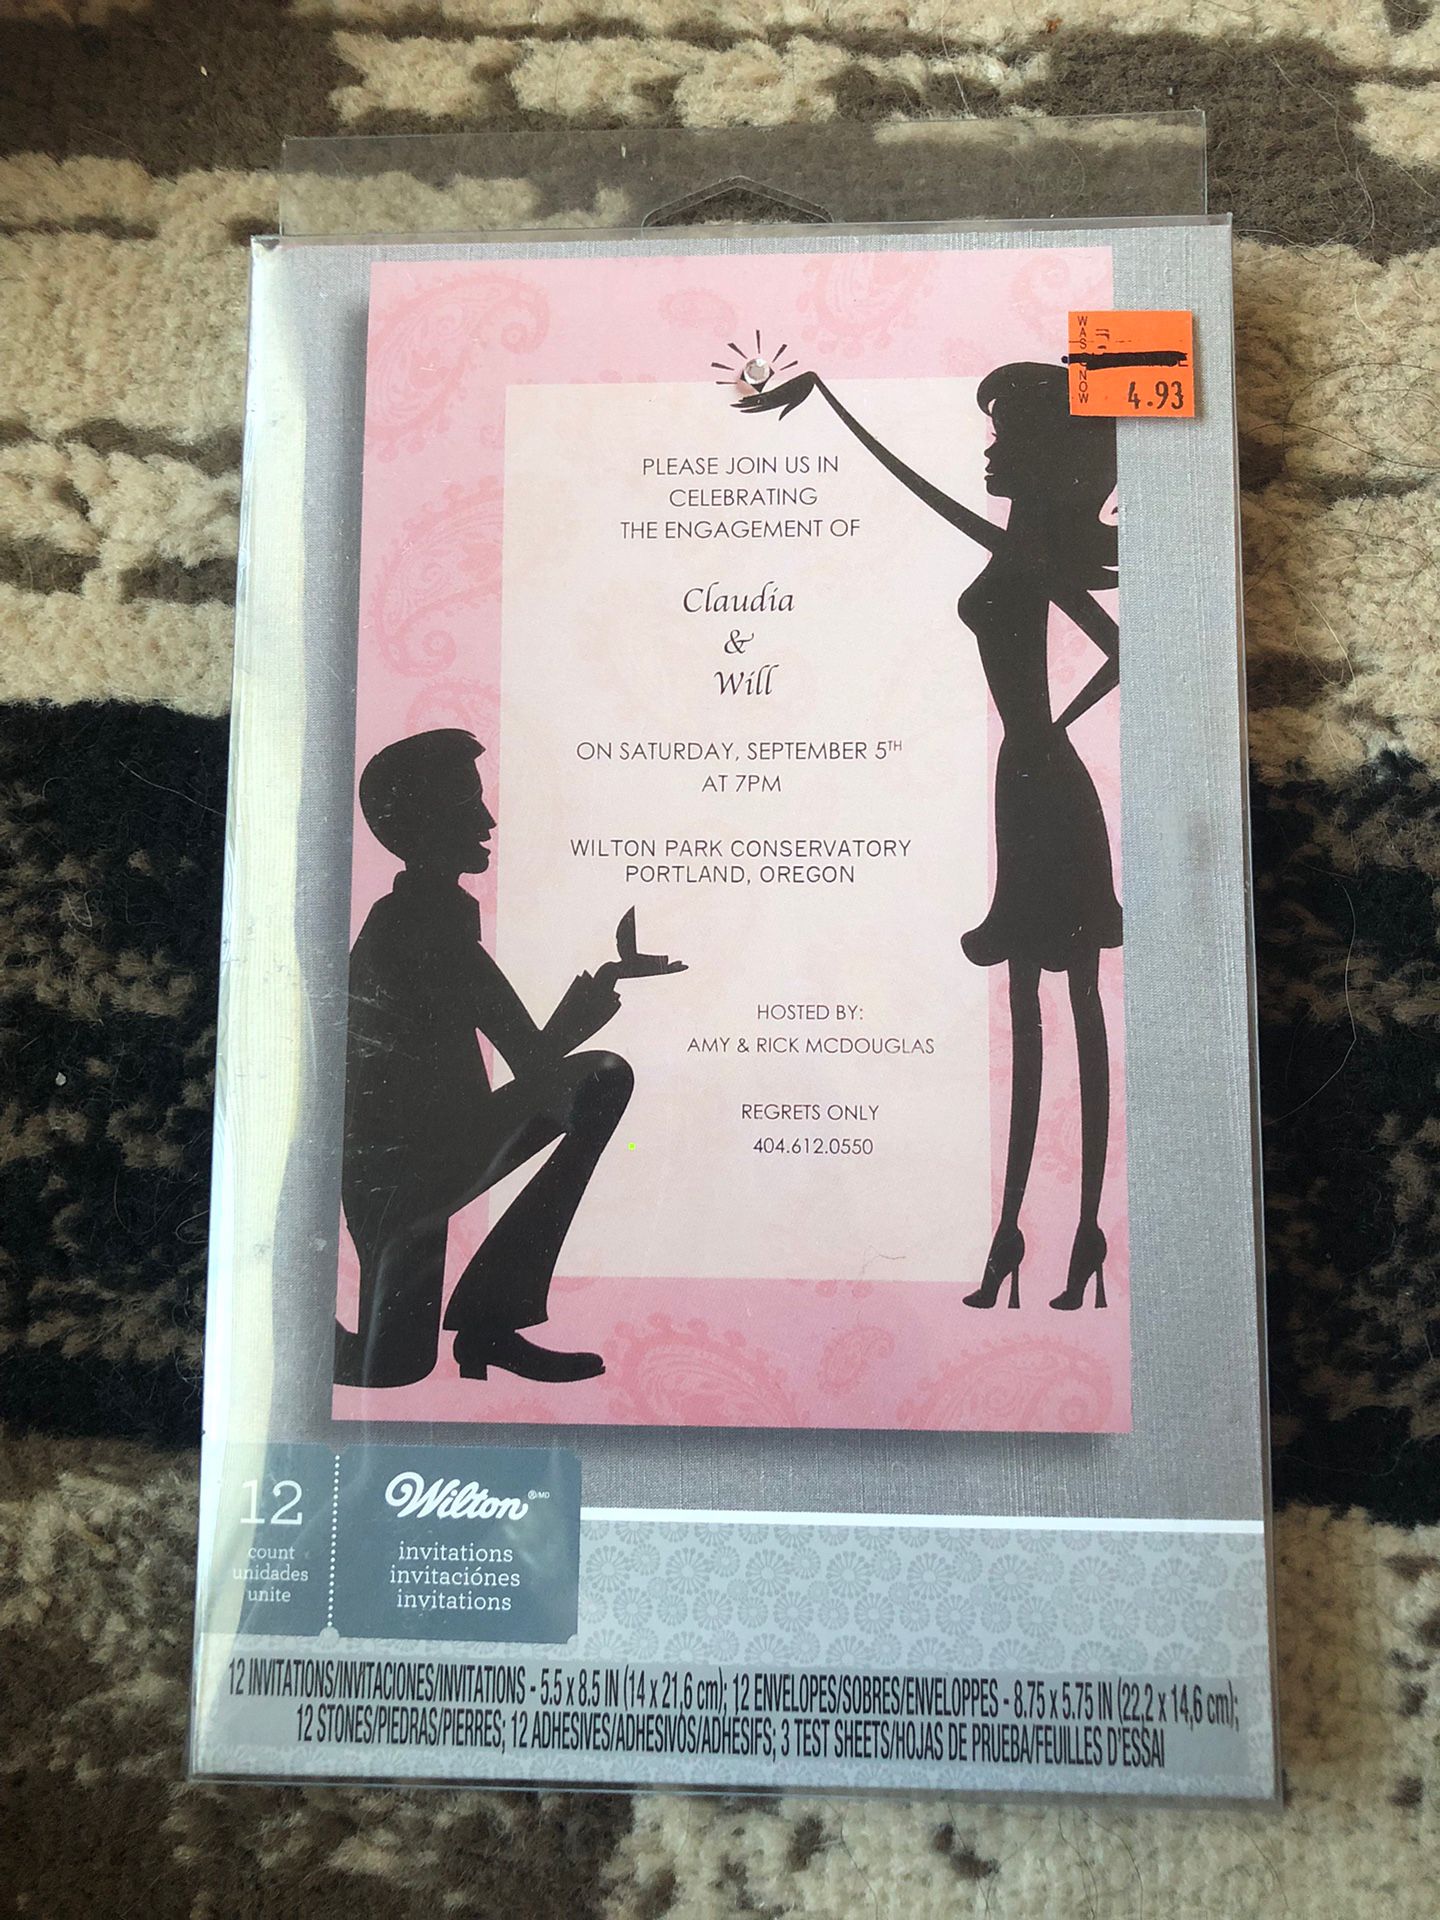 WAS
NOW
4.93
PLEASE JOIN US IN
CELEBRATING
THE ENGAGEMENT OF
Claudia
&
Will
ON SATURDAY, SEPTEMBER 5TH
AT 7PM
WILTON PARK CONSERVATORY
PORTLAND, OREGON
HOSTED BY:
AMY & RICK MCDOUGLAS
REGRETS ONLY
404.612.0550
12
count
unidades
unite
Wilton®/MD
invitations
invitaciónes
invitations
12 INVITATIONS/INVITACIONES/INVITATIONS - 5.5 x 8.5 IN (14 x 21,6 cm); 12 ENVELOPES/SOBRES/ENVELOPPES - 8.75 x 5.75 IN (22,2 x 14,6 cm);
12 STONES/PIEDRAS/PIERRES; 12 ADHESIVES/ADHESIVOS/ADHÉSIFS; 3 TEST SHEETS/HOJAS DE PRUEBA/FEUILLES D'ESSAI